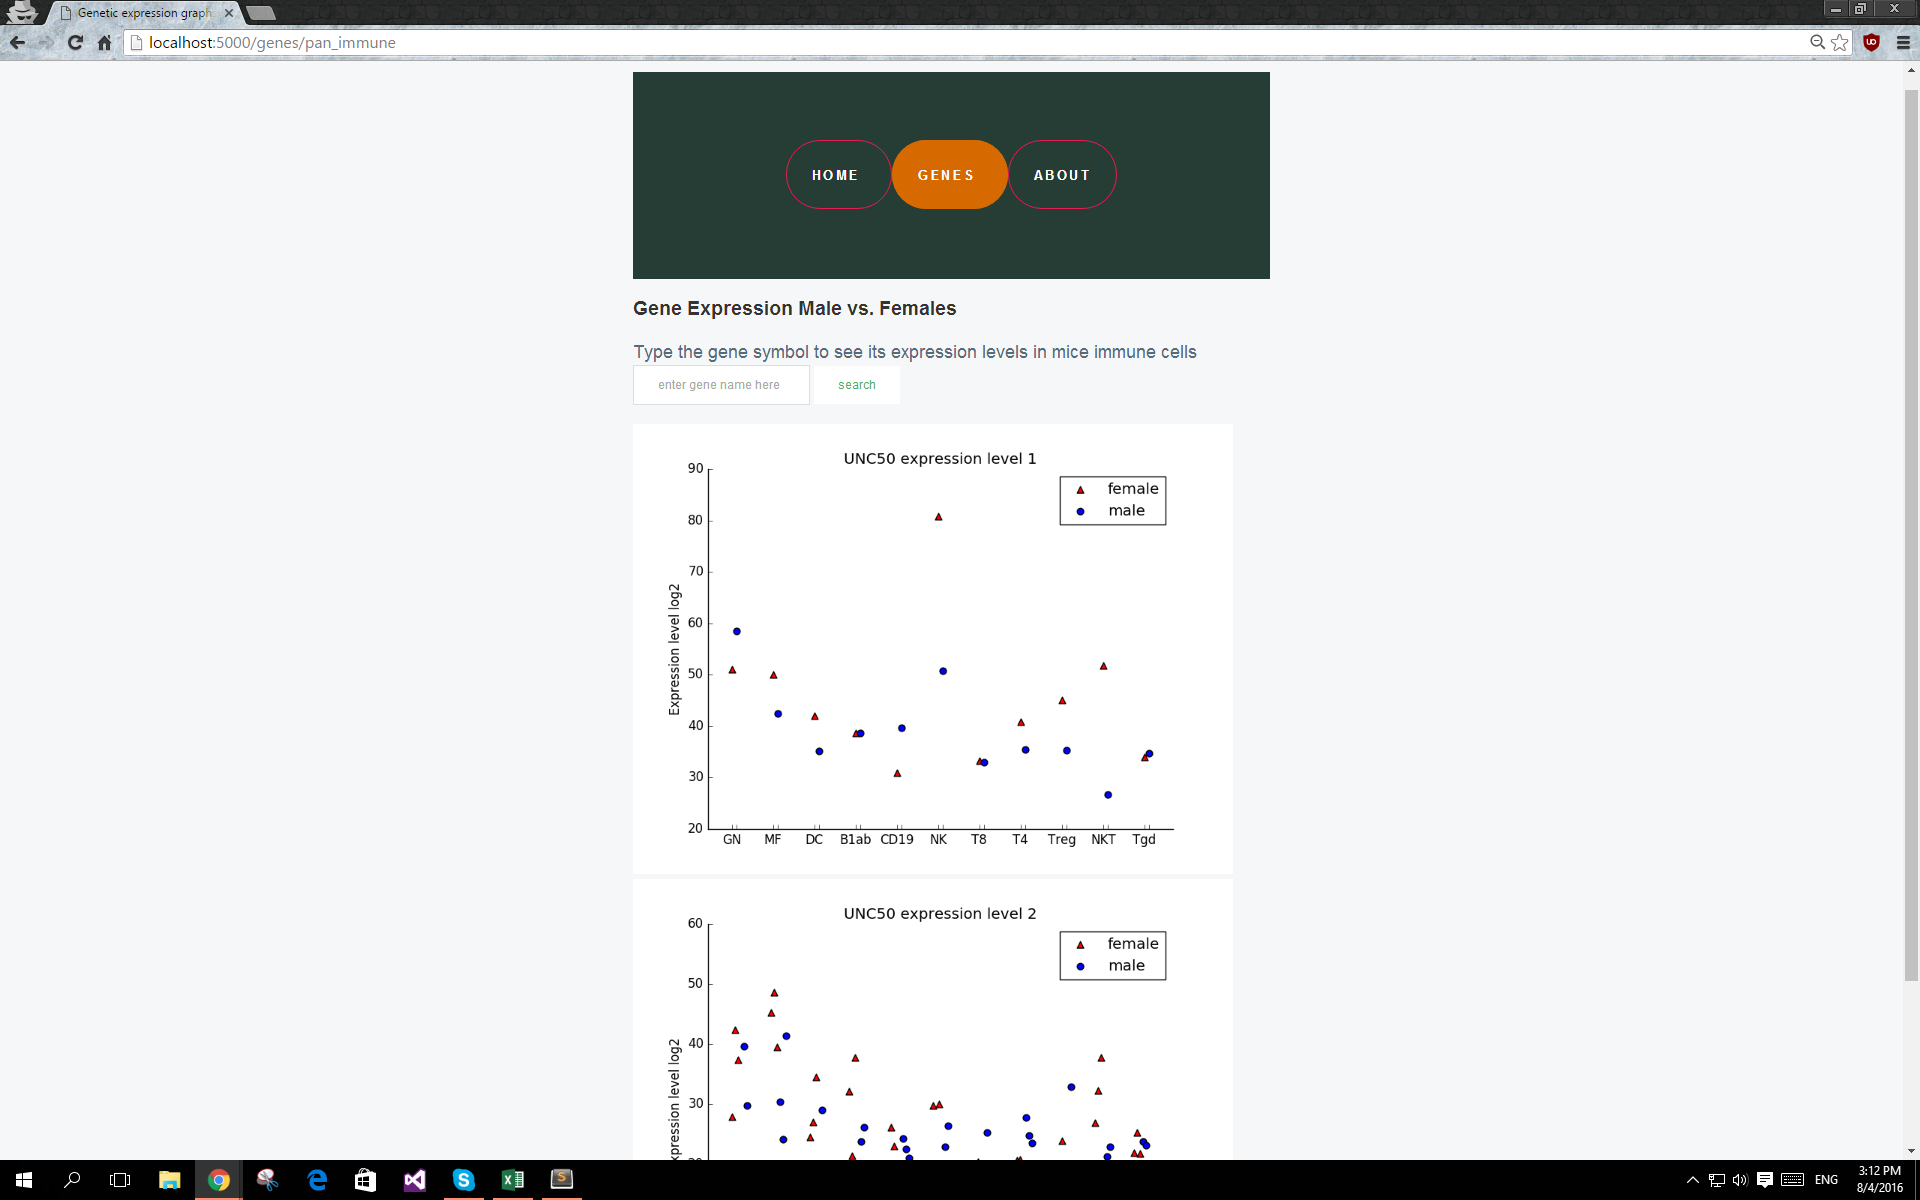 Genetic expression graph
localhost:5000/genes/pan_immune
HOME
GENES
ABOUT
Gene Expression Male vs. Females
Type the gene symbol to see its expression levels in mice immune cells
enter gene name here
search
UNC50 expression level 1
90
80
70
60
50
40
30
20
Expression level log2
female
male
GN MF DC B1ab CD19 NK T8 T4 Treg NKT Tgd
UNC50 expression level 2
60
50
40
30
xpression level log2
female
male
ENG
3:12 PM
8/4/2016